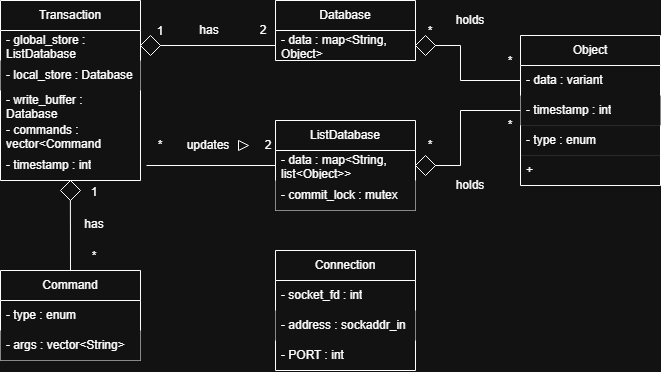 Transaction
- global_store :
ListDatabase
- local_store : Database
- write_buffer :
Database
- commands :
vector<Command
- timestamp : int
1
has
2
Database
- data : map<String,
Object>
*
holds
*
Object
- data : variant
- timestamp : int
*
- type : enum
+
*
updates
2
ListDatabase
- data : map<String,
list<Object>>
- commit_lock : mutex
*
holds
1
has
*
Command
- type : enum
- args : vector<String>
Connection
- socket_fd : int
- address : sockaddr_in
- PORT : int